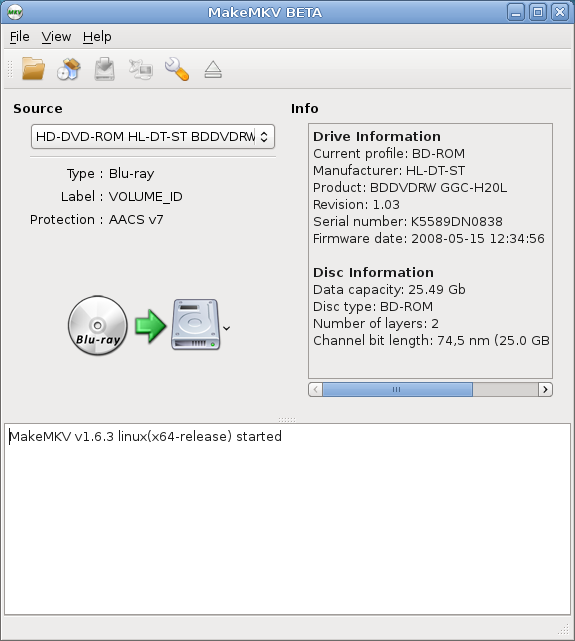 MakeMKV BETA
File View Help
Source
HD-DVD-ROM HL-DT-ST BDDVDRW
Type : Blu-ray
Label : VOLUME_ID
Protection : AACS v7
Blu-ray
Info
Drive Information
Current profile: BD-ROM
Manufacturer: HL-DT-ST
Product: BDDVDRW GGC-H20L
Revision: 1.03
Serial number: K5589DN0838
Firmware date: 2008-05-15 12:34:56
Disc Information
Data capacity: 25.49 Gb
Disc type: BD-ROM
Number of layers: 2
Channel bit length: 74,5 nm (25.0 GB
MakeMKV v1.6.3 linux(x64-release) started